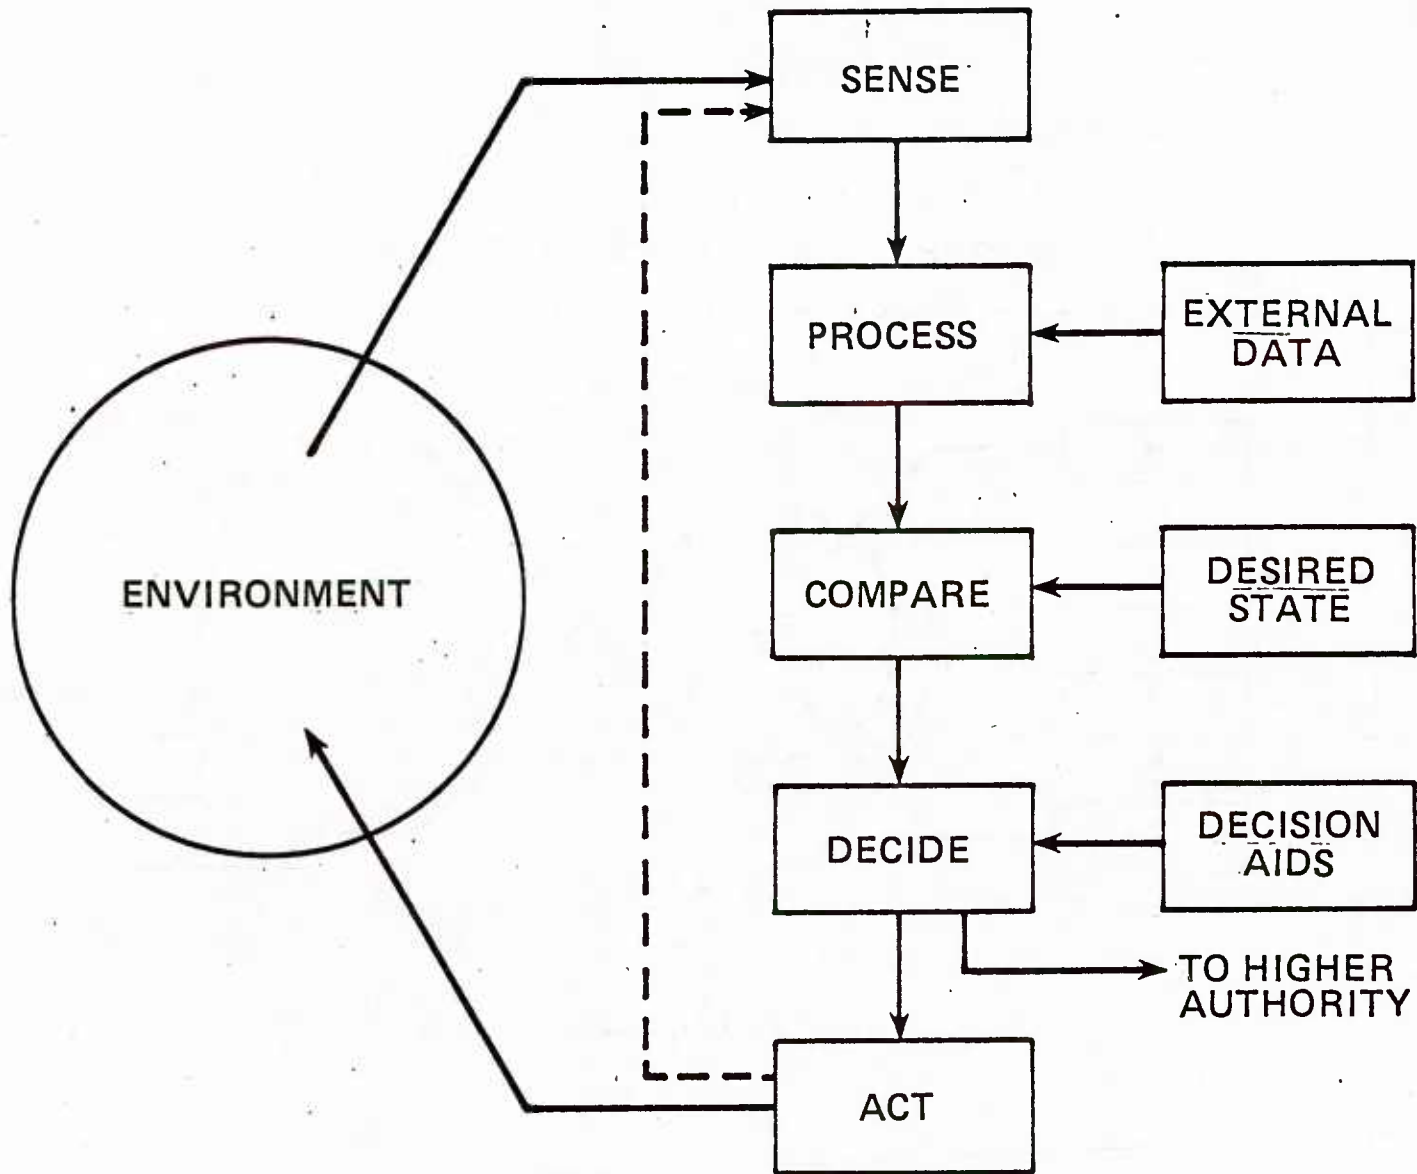 SENSE
PROCESS
EXTERNAL
DATA
ENVIRONMENT
COMPARE
DESIRED
STATE
DECIDE
DECISION
AIDS
TO HIGHER
AUTHORITY
ACT